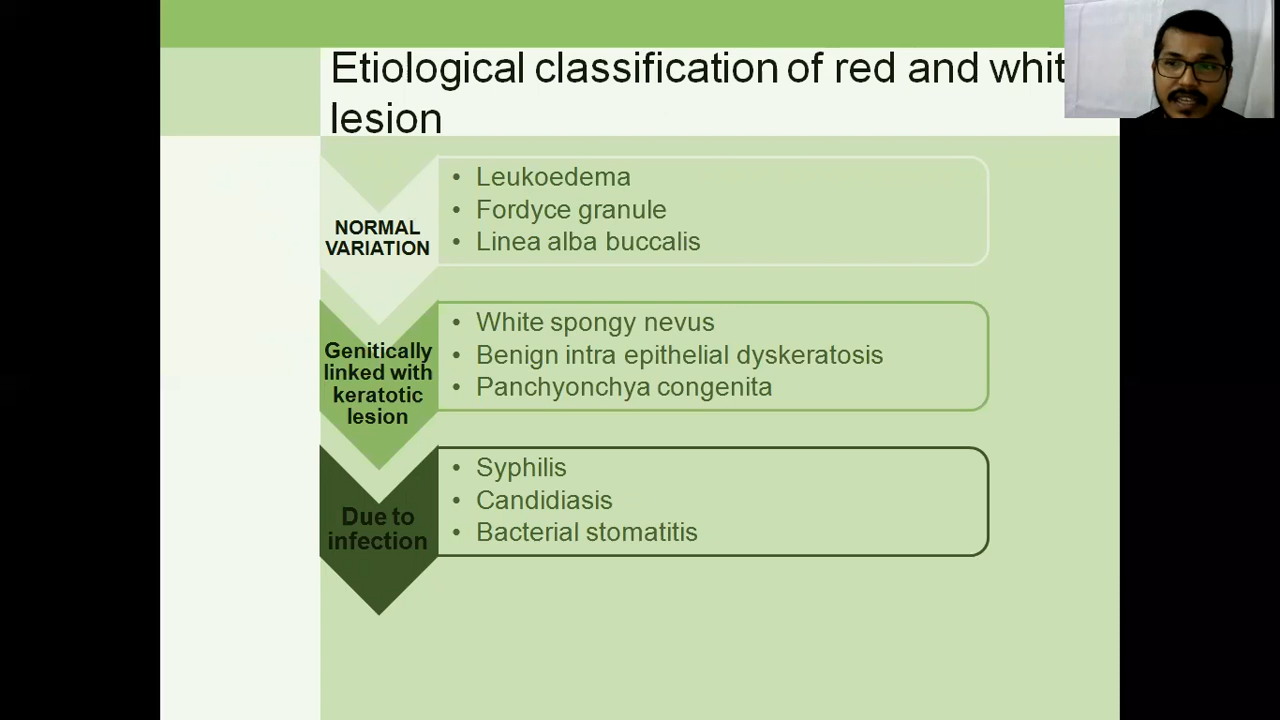 Etiological classification of red and whit
lesion
NORMAL
VARIATION
• Leukoedema
• Fordyce granule
• Linea alba buccalis
Genitically
linked with
keratotic
lesion
• White spongy nevus
• Benign intra epithelial dyskeratosis
• Panchyonchya congenita
Due to
infection
• Syphilis
• Candidiasis
• Bacterial stomatitis